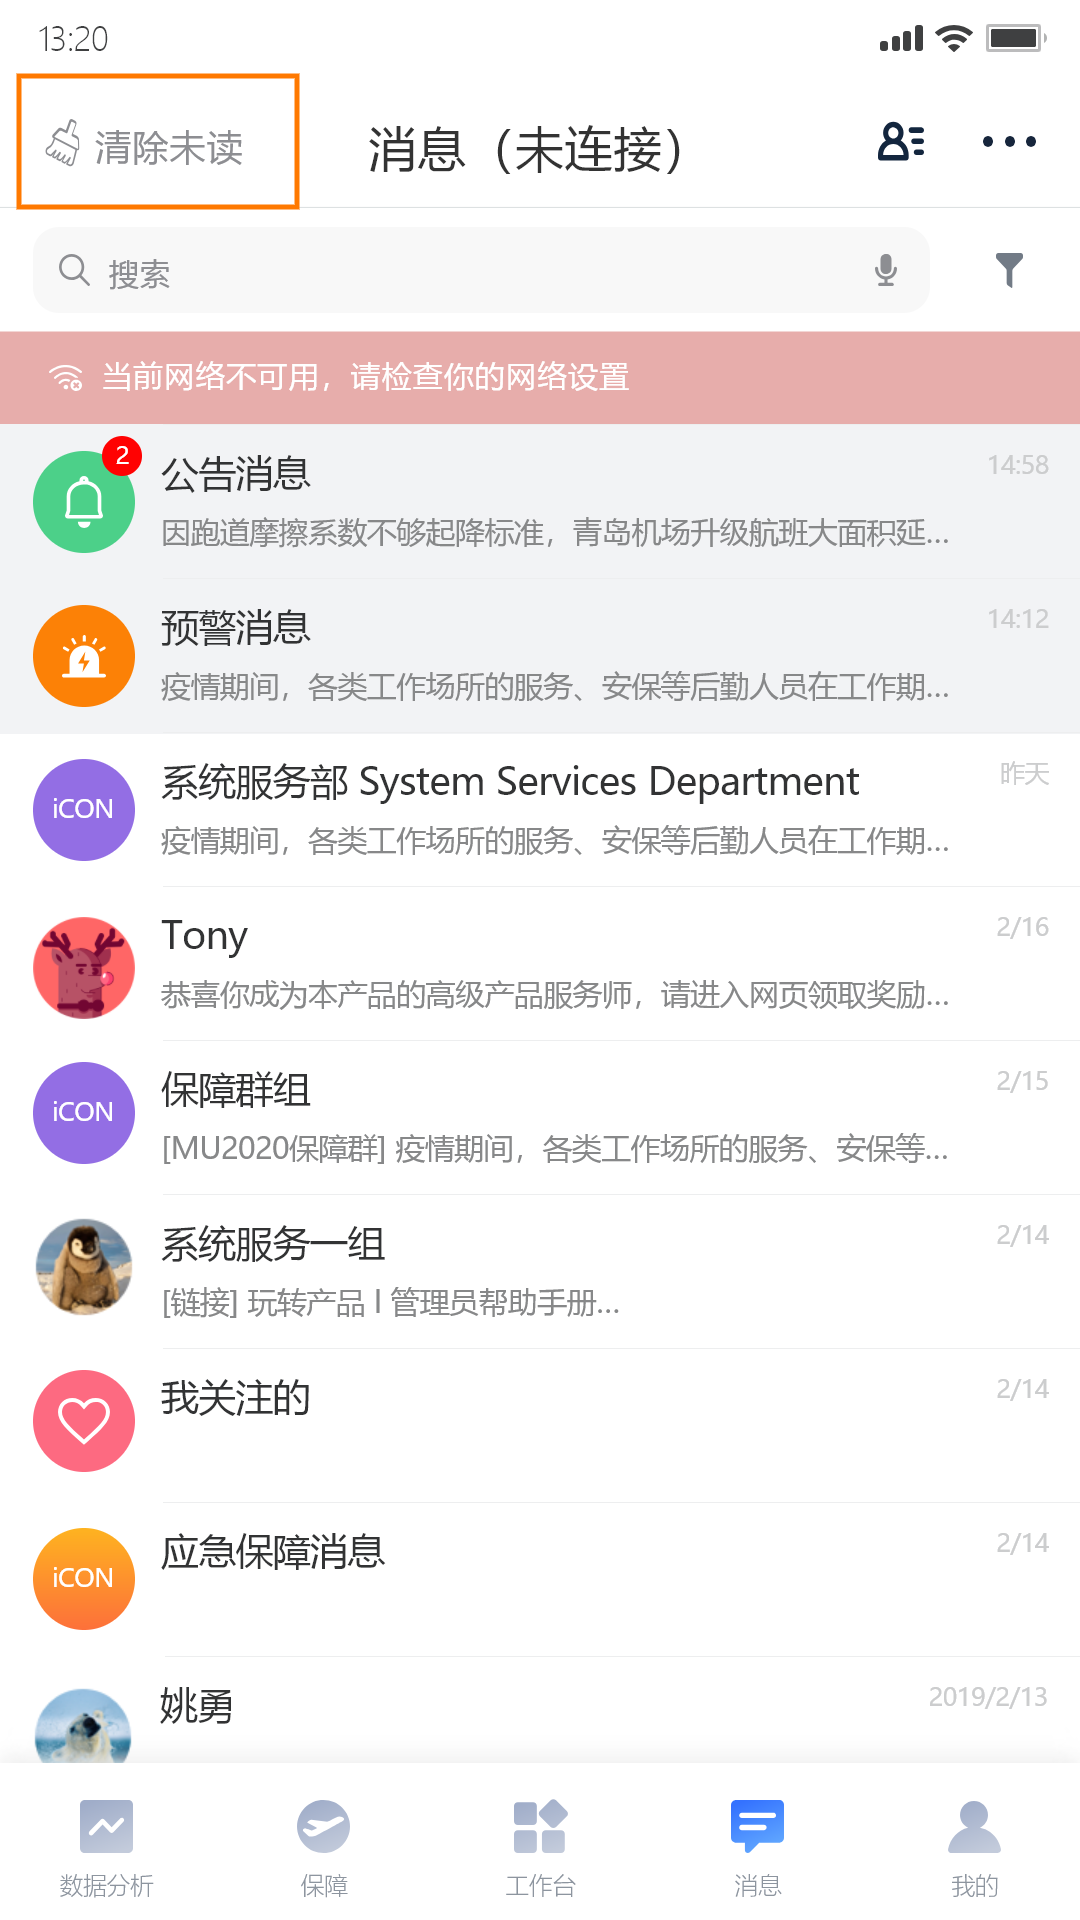 13:20
清除未读
消息（未连接）
搜索
当前网络不可用，请检查你的网络设置
2
公告消息
14:58
因跑道摩擦系数不够起降标准，青岛机场升级航班大面积延...
预警消息
14:12
疫情期间，各类工作场所的服务、安保等后勤人员在工作期...
iCON
系统服务部 System Services Department
昨天
疫情期间，各类工作场所的服务、安保等后勤人员在工作期...
Tony
2/16
恭喜你成为本产品的高级产品服务师，请进入网页领取奖励...
iCON
保障群组
2/15
[MU2020保障群] 疫情期间，各类工作场所的服务、安保等...
系统服务一组
2/14
[链接] 玩转产品 l 管理员帮助手册...
我关注的
2/14
iCON
应急保障消息
2/14
姚勇
2019/2/13
数据分析
保障
工作台
消息
我的